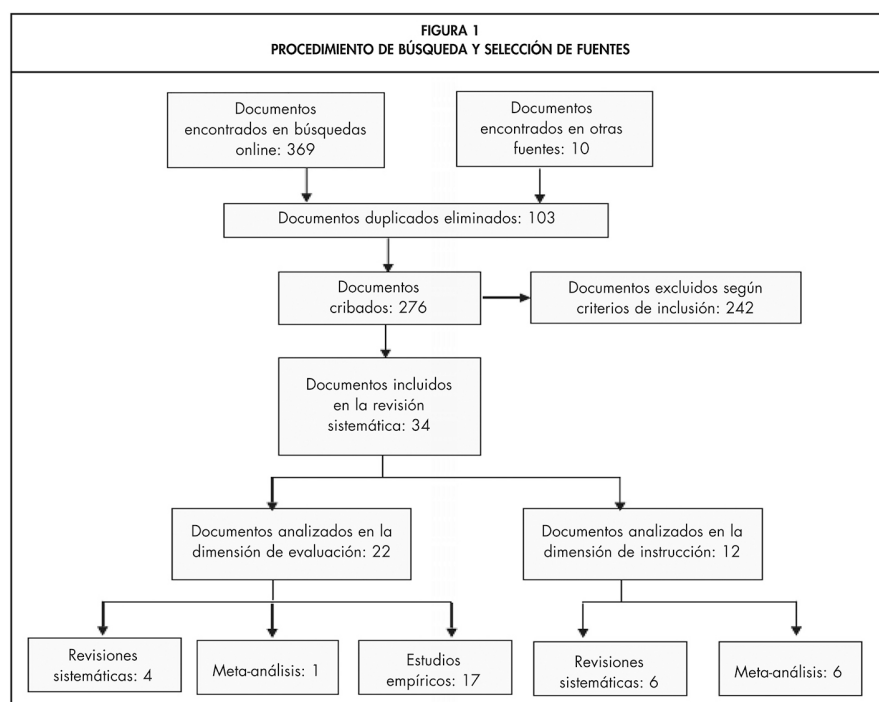 FIGURA 1
PROCEDIMIENTO DE BÚSQUEDA Y SELECCIÓN DE FUENTES
Documentos
encontrados en búsquedas
online: 369
Documentos
encontrados en otras
fuentes: 10
Documentos duplicados eliminados: 103
Documentos
cribados: 276
Documentos excluidos según
criterios de inclusión: 242
Documentos incluidos
en la revisión
sistemática: 34
Documentos analizados en la
dimensión de evaluación: 22
Documentos analizados en la
dimensión de instrucción: 12
Revisiones
sistemáticas: 4
Meta-análisis: 1
Estudios
empíricos: 17
Revisiones
sistemáticas: 6
Meta-análisis: 6